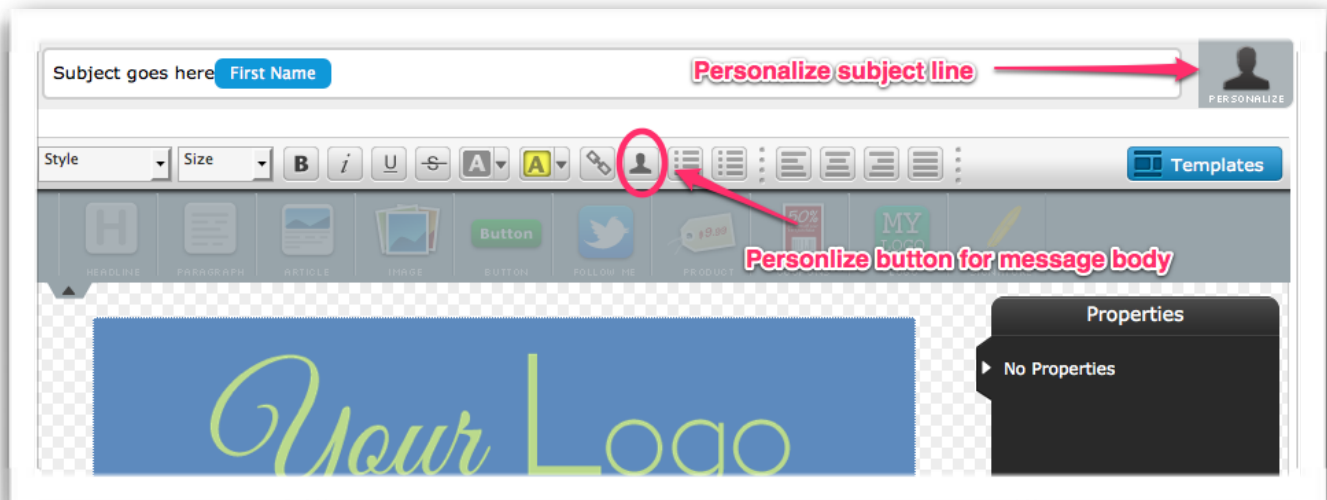 Subject goes here First Name
Personalize subject line
PERSONALIZE
Style
Size
B
i
U
S
A
A
Templates
H
Button
$9.99
50%
MY
LOGO
HEADLINE
PARAGRAPH
ARTICLE
IMAGE
BUTTON
FOLLOW ME
PRODUCT
Personlize button for message body
Properties
No Properties
Your Logo